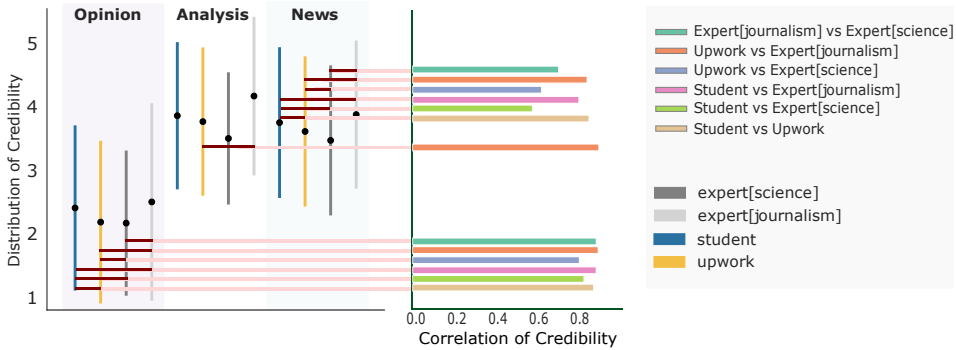 Opinion Analysis News
Distribution of Credibility
5
4
3
2
1
0.0 0.2 0.4 0.6 0.8
Correlation of Credibility
Expert[journalism] vs Expert[science]
Upwork vs Expert[journalism]
Upwork vs Expert[science]
Student vs Expert[journalism]
Student vs Expert[science]
Student vs Upwork
expert[science]
expert[journalism]
student
upwork